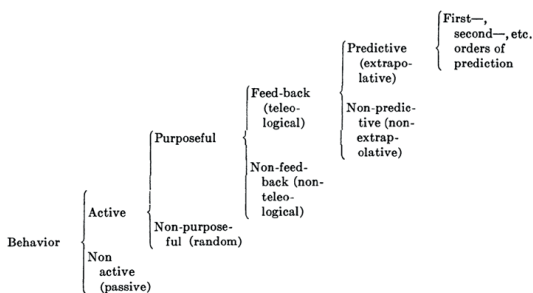 First—,
second—, etc.
orders of
prediction
Predictive
(extrapo-
lative)
Non-predic-
tive (non-
extrap-
olative)
Feed-back
(teleo-
logical)
Non-feed-
back (non-
teleo-
logical)
Purposeful
Non-purpose-
ful (random)
Active
Non
active
(passive)
Behavior